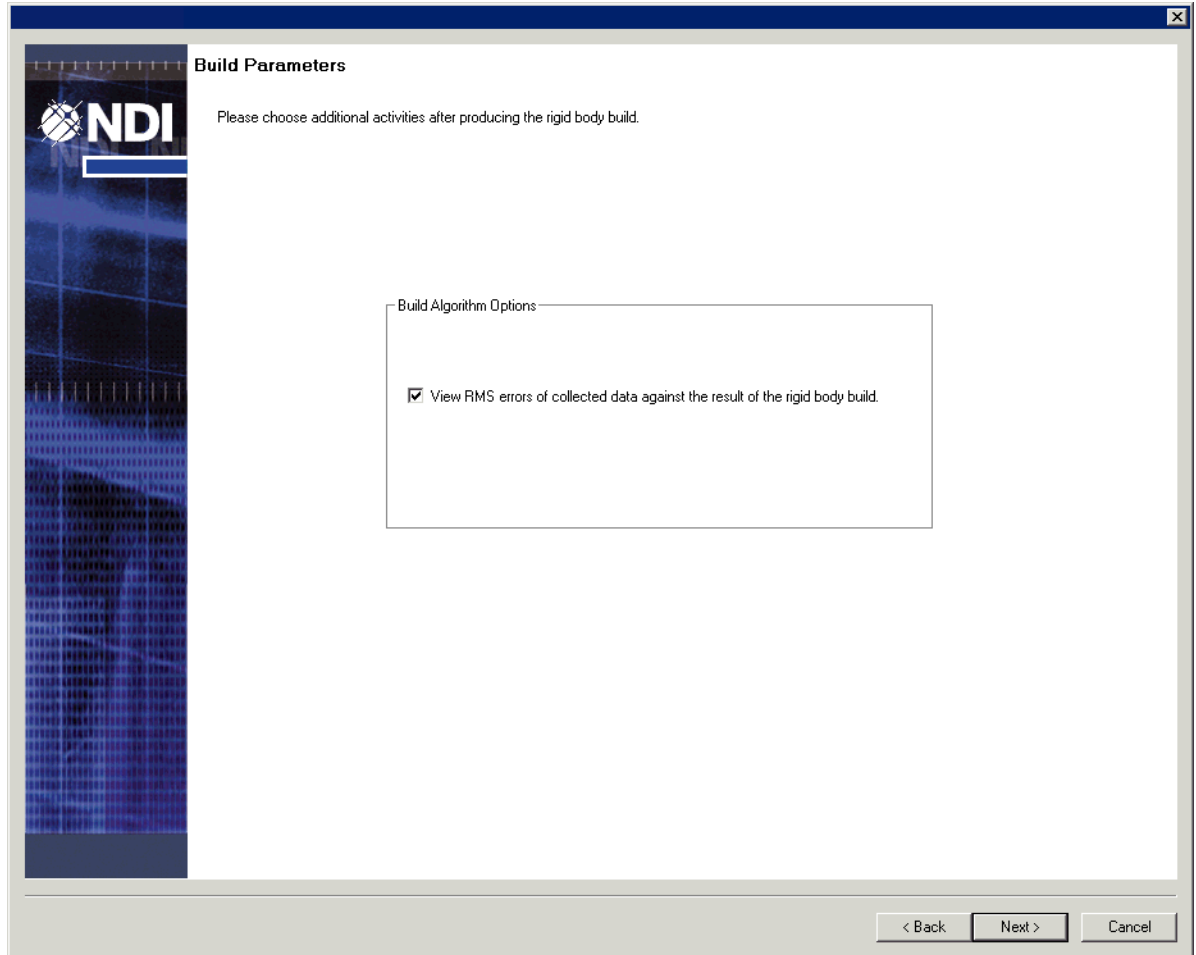 Build Parameters
NDI
Please choose additional activities after producing the rigid body build.
Build Algorithm Options
View RMS errors of collected data against the result of the rigid body build.
< Back
Next >
Cancel